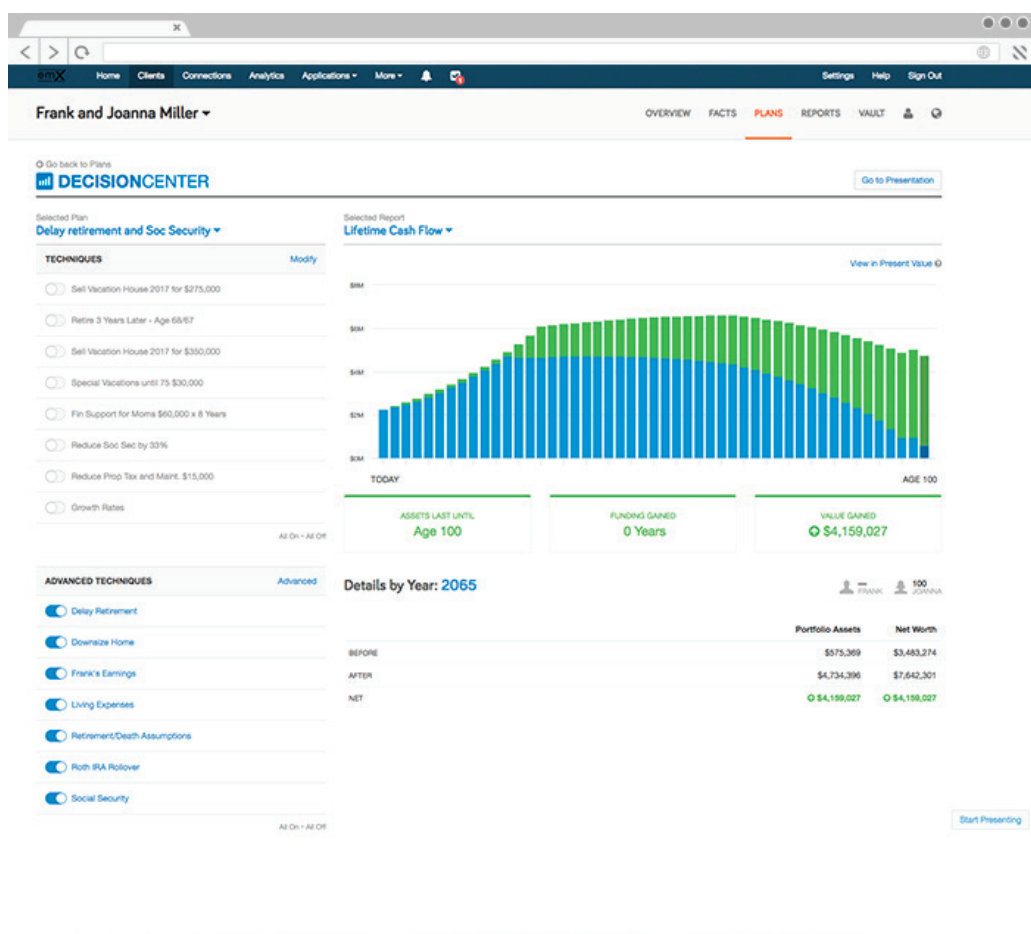 emX Home Clients Connections Analytics Applications More Settings Help Sign Out
Frank and Joanna Miller OVERVIEW FACTS PLANS REPORTS VAULT
Go back to Plans
DECISIONCENTER Go to Presentation
Selected Plan Selected Report
Delay retirement and Soc Security Lifetime Cash Flow
TECHNIQUES Modify
View in Present Value
Sell Vacation House 2017 for $275,000
Retire 3 Years Later - Age 68/67
Sell Vacation House 2017 for $350,000
Special Vacations until 75 $30,000
Fin Support for Moms $60,000 x 8 Years
Reduce Soc Sec by 33%
Reduce Prop Tax and Maint. $15,000
Growth Rates
All On • All Off
$8M
$6M
$4M
$2M
$0M
TODAY AGE 100
ASSETS LAST UNTIL FUNDING GAINED VALUE GAINED
Age 100 0 Years $4,159,027
ADVANCED TECHNIQUES Advanced
Delay Retirement
Downsize Home
Frank's Earnings
Living Expenses
Retirement/Death Assumptions
Roth IRA Rollover
Social Security
All On • All Off
Details by Year: 2065 – FRANK 100 JOANNA
Portfolio Assets Net Worth
BEFORE $575,369 $3,483,274
AFTER $4,734,396 $7,642,301
NET $4,159,027 $4,159,027
Start Presenting